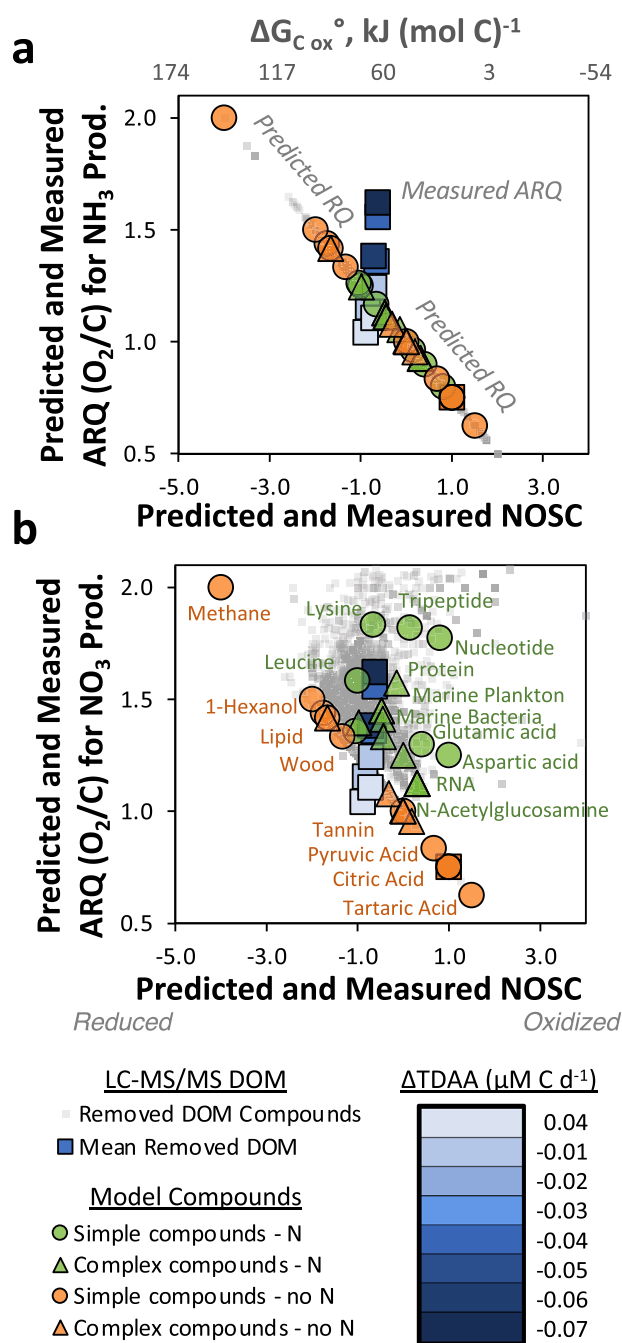 a
ΔG C ox°, kJ (mol C)-1
174 117 60 3 -54
Predicted and Measured
ARQ (O2/C) for NH3 Prod.
2.0
1.5
1.0
0.5
Predicted RQ
Measured ARQ
Predicted RQ
-5.0 -3.0 -1.0 1.0 3.0
Predicted and Measured NOSC
b
Predicted and Measured
ARQ (O2/C) for NO3 Prod.
2.0
1.5
1.0
0.5
Methane
Lysine
Tripeptide
Nucleotide
Leucine
Protein
Marine Plankton
1-Hexanol
Marine Bacteria
Glutamic acid
Lipid
Wood
Aspartic acid
RNA
N-Acetylglucosamine
Tannin
Pyruvic Acid
Citric Acid
Tartaric Acid
-5.0 -3.0 -1.0 1.0 3.0
Predicted and Measured NOSC
Reduced Oxidized
LC-MS/MS DOM
Removed DOM Compounds
Mean Removed DOM
Model Compounds
Simple compounds - N
Complex compounds - N
Simple compounds - no N
Complex compounds - no N
ΔTDAA (μM C d-1)
0.04
-0.01
-0.02
-0.03
-0.04
-0.05
-0.06
-0.07